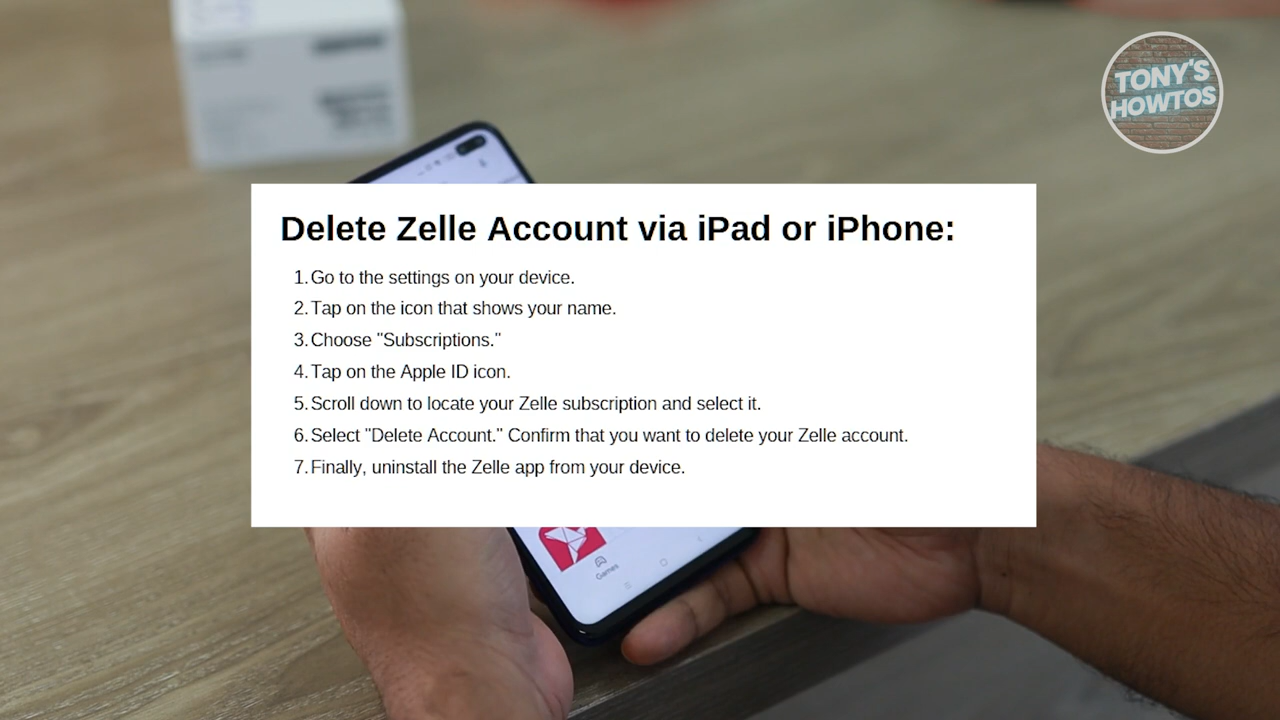 TONY'S
HOWTOS
Delete Zelle Account via iPad or iPhone:
1. Go to the settings on your device.
2. Tap on the icon that shows your name.
3. Choose "Subscriptions."
4. Tap on the Apple ID icon.
5. Scroll down to locate your Zelle subscription and select it.
6. Select "Delete Account." Confirm that you want to delete your Zelle account.
7. Finally, uninstall the Zelle app from your device.
Games